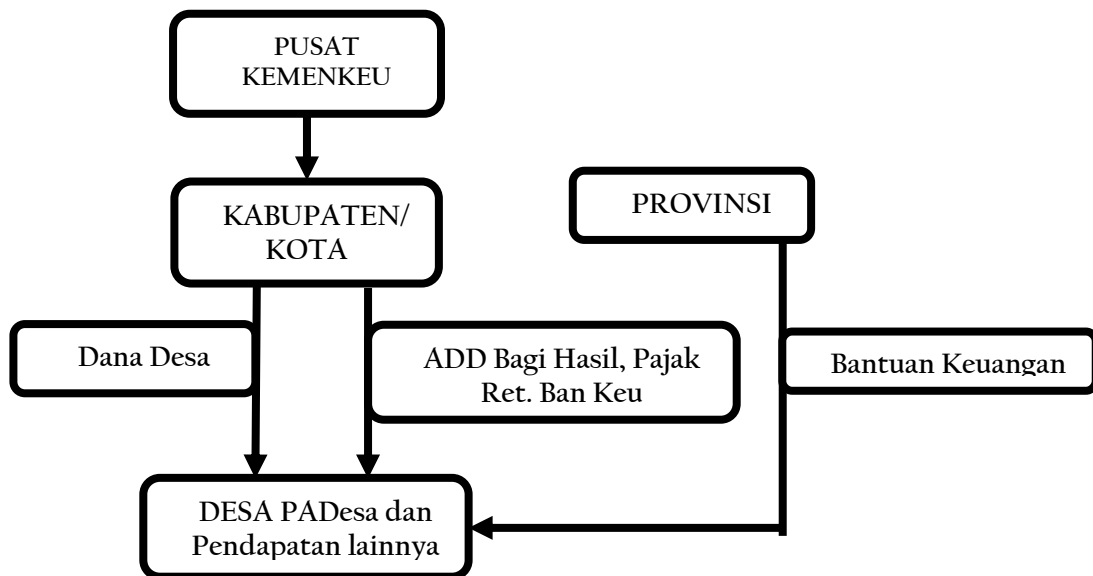 PUSAT
KEMENKEU
KABUPATEN/
KOTA
PROVINSI
Dana Desa
ADD Bagi Hasil, Pajak
Ret. Ban Keu
Bantuan Keuangan
DESA PADesa dan
Pendapatan lainnya